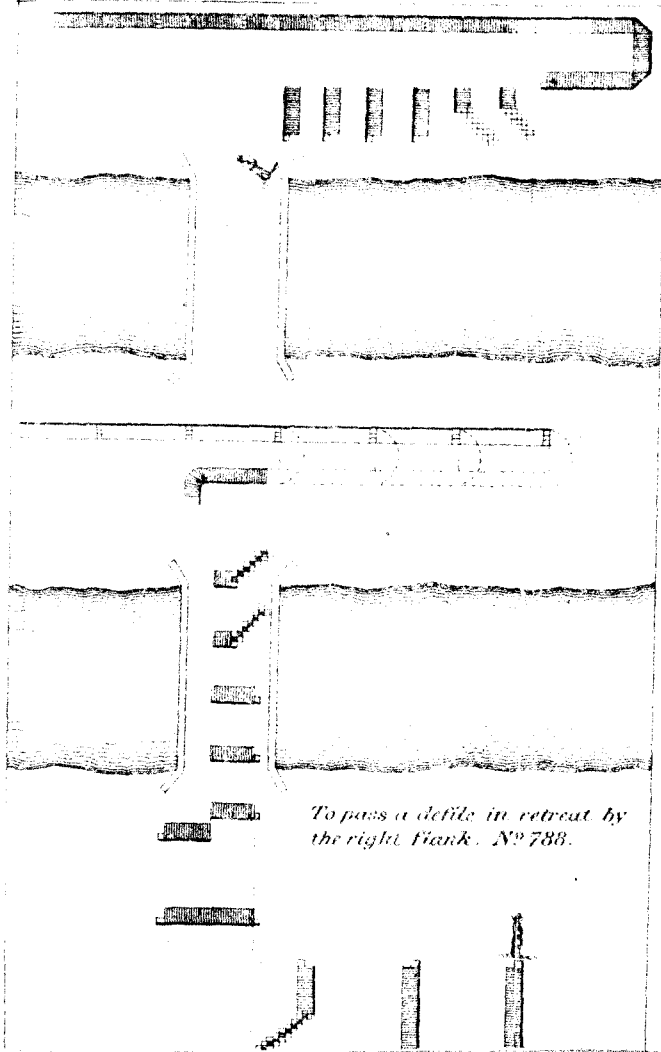 To pass a defile in retreat by
the right flank. Nº 788.